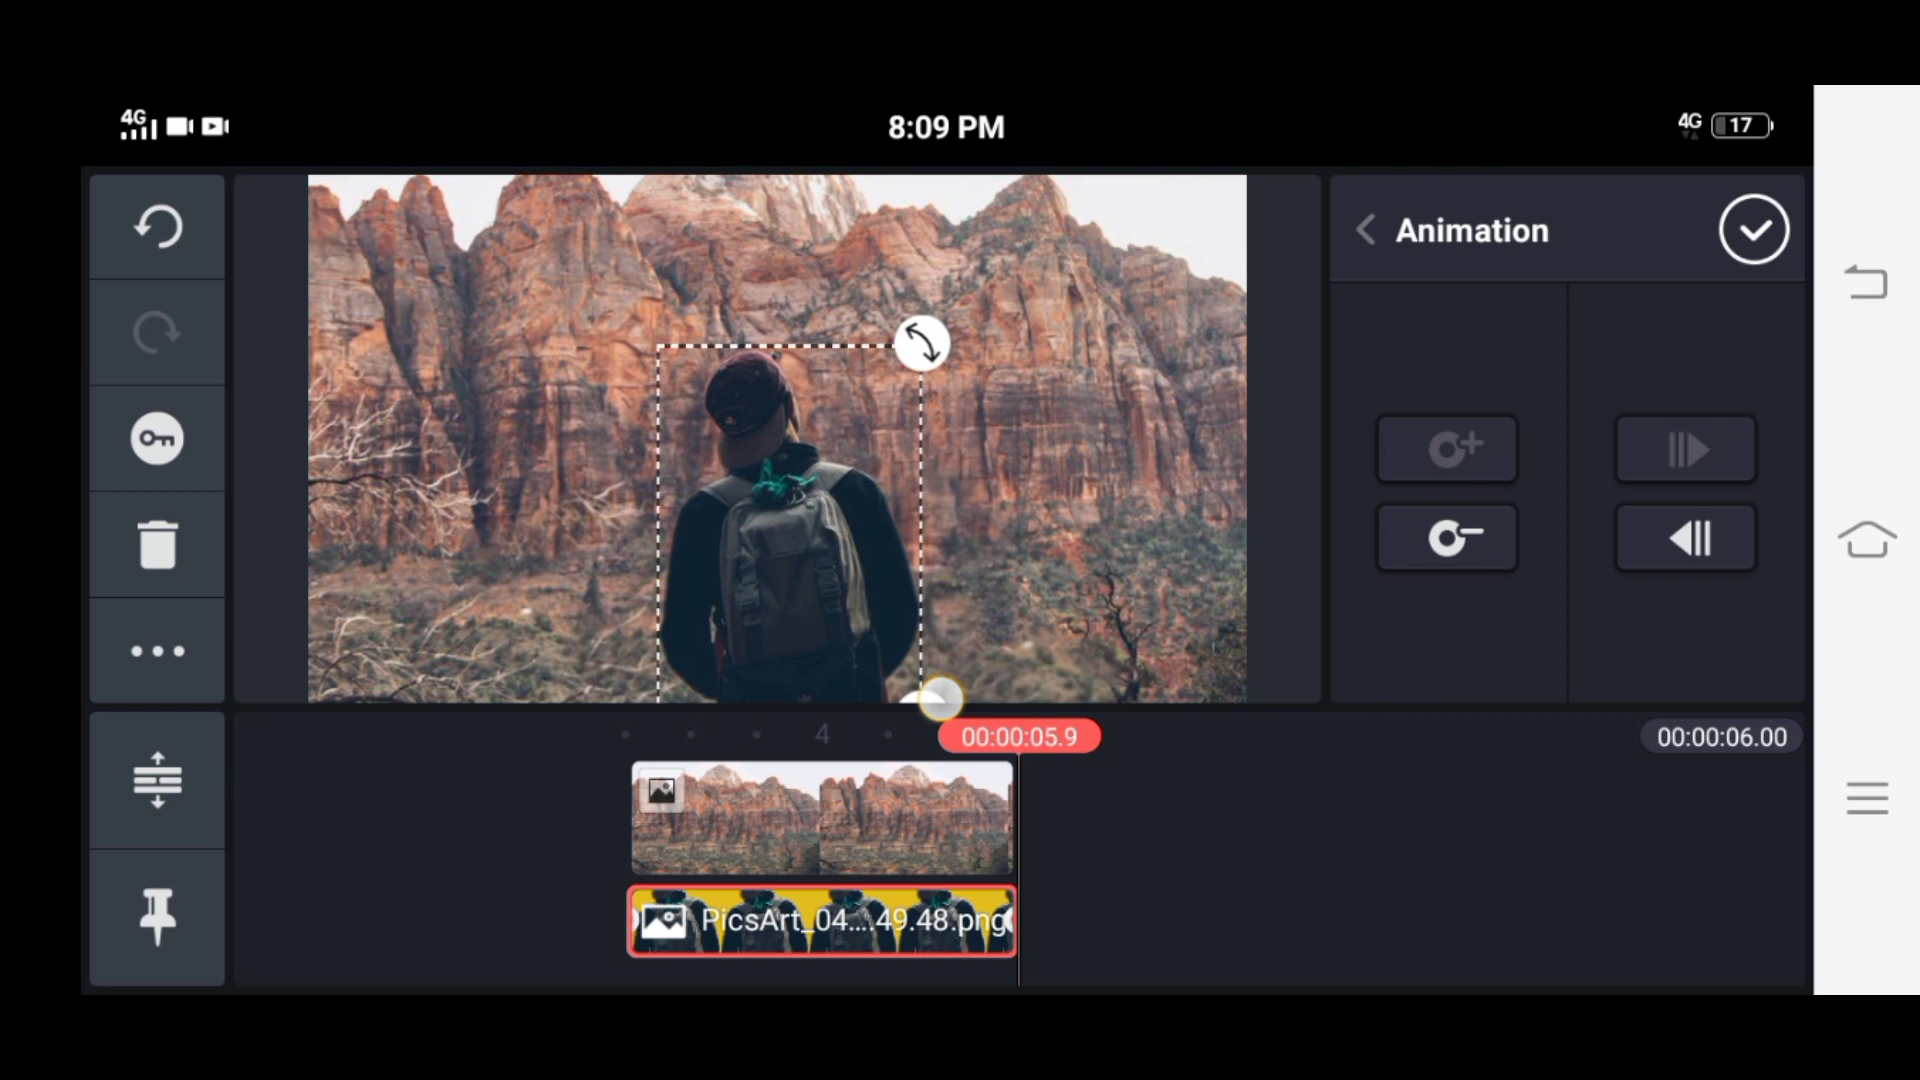 4G
8:09 PM
4G
17
Animation
4
00:00:05.9
00:00:06.00
PicsArt_04....49.48.png